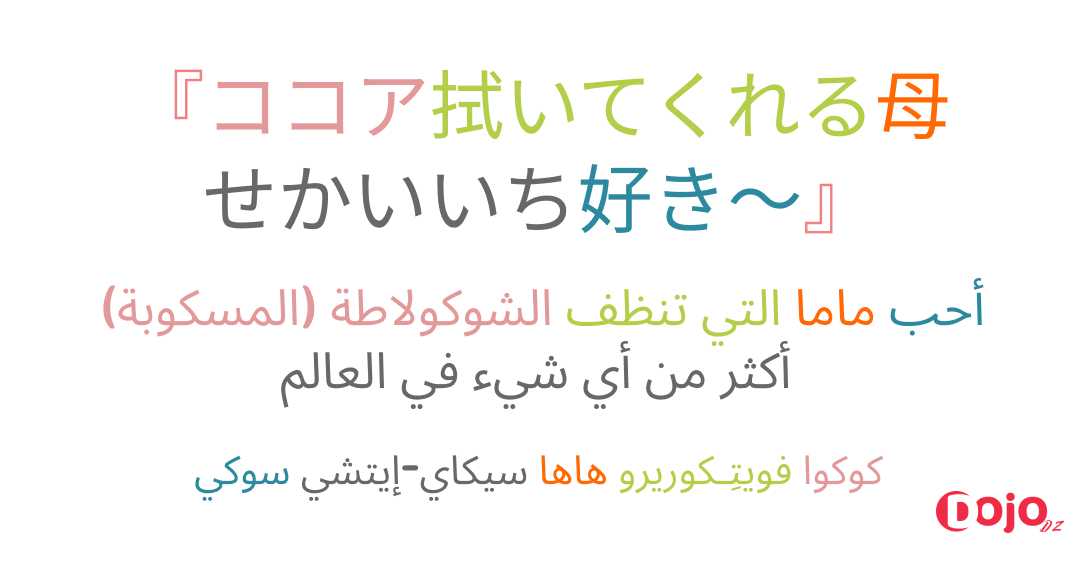 『ココア拭いてくれる母
せかいいち好き〜』
أحب ماما التي تنظف الشوكولاطة (المسكوبة)
أكثر من أي شيء في العالم
كوكوا فويتِـكوريرو هاها سيكاي-إيتشي سوكي
Dojo DZ